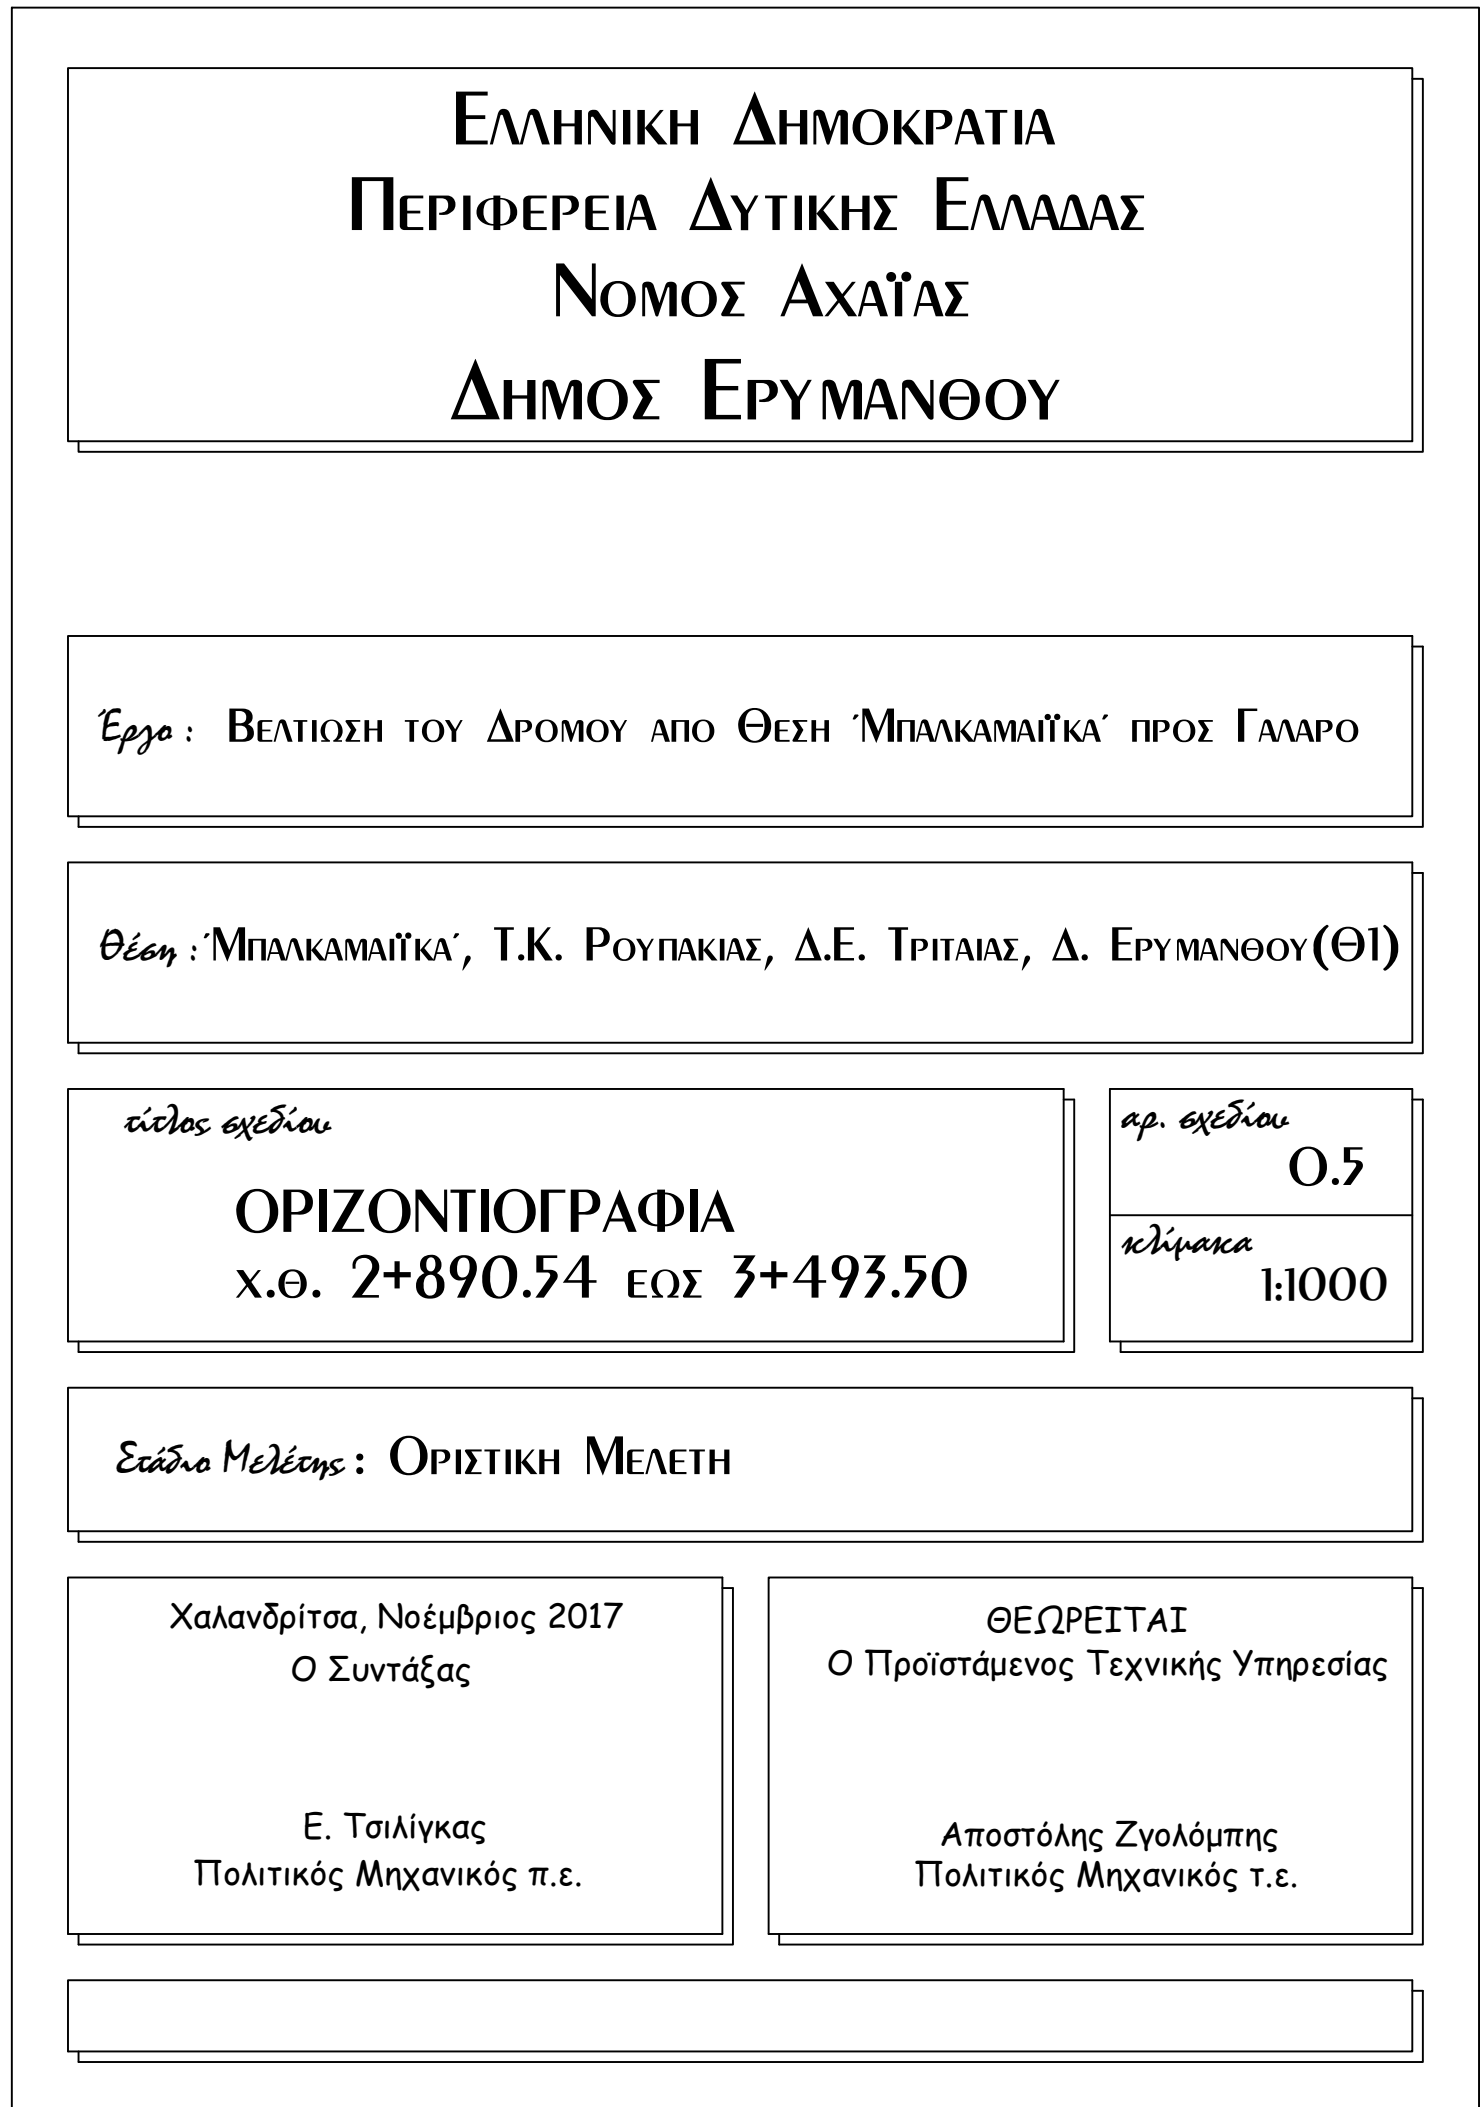 Ελληνικη Δημοκρατια
Περιφερεια Δυτικης Ελλαδας
Νομος Αχαϊας
Δημος Ερυμανθου
Έργο : Βελτιωση του Δρομου απο Θεση ΄Μπαλκαμαιϊκα΄ προς Γαλαρο
Θέση : ΄Μπαλκαμαιϊκα΄, Τ.Κ. Ρουπακιας, Δ.Ε. Τριταιας, Δ. Ερυμανθου(Θ1)
τίτλος σχεδίου
ΟΡΙΖΟΝΤΙΟΓΡΑΦΙΑ
χ.θ. 2+890.54 εως 3+493.50
αρ. σχεδίου
Ο.5
κλίμακα
1:1000
Στάδιο Μελέτης : Οριστικη Μελετη
Χαλανδρίτσα, Νοέμβριος 2017
Ο Συντάξας
Ε. Τσιλίγκας
Πολιτικός Μηχανικός π.ε.
ΘΕΩΡΕΙΤΑΙ
Ο Προϊστάμενος Τεχνικής Υπηρεσίας
Αποστόλης Ζγολόμπης
Πολιτικός Μηχανικός τ.ε.